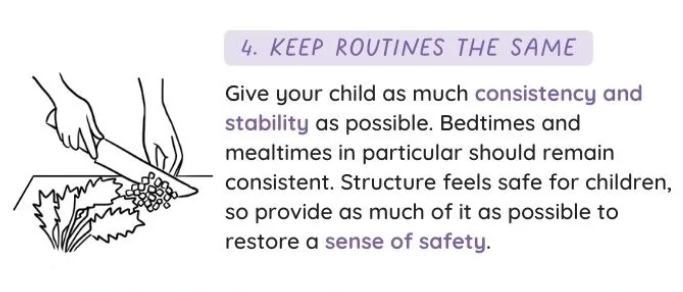 4. KEEP ROUTINES THE SAME
Give your child as much consistency and
stability as possible. Bedtimes and
mealtimes in particular should remain
consistent. Structure feels safe for children,
so provide as much of it as possible to
restore a sense of safety.